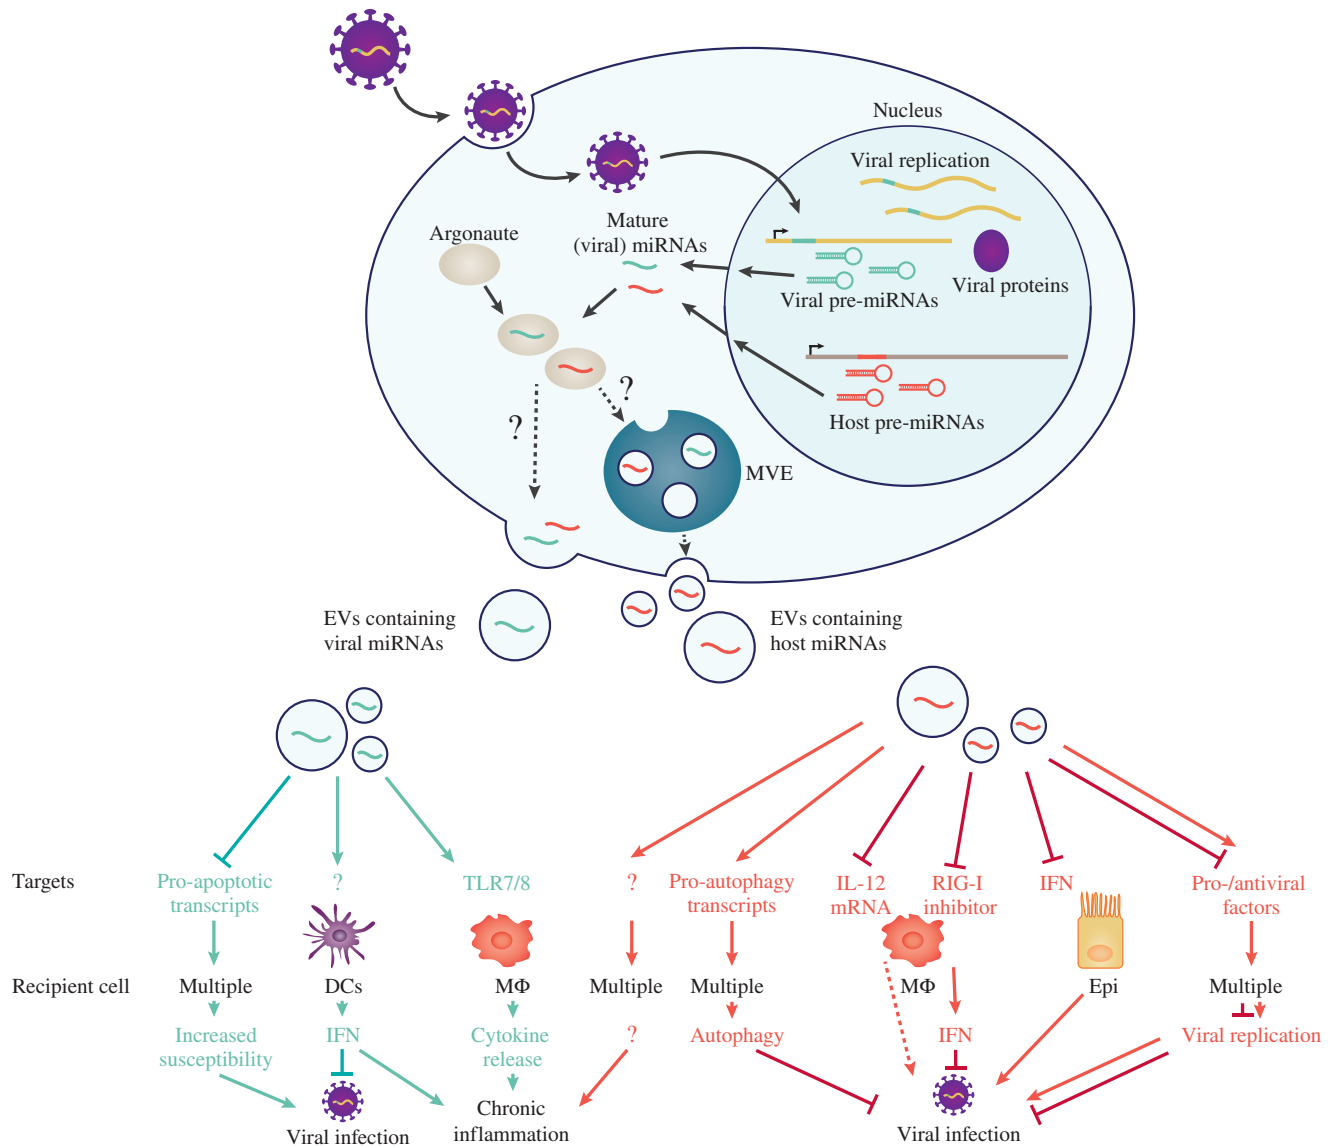 Nucleus
Viral replication
Argonaute
Mature
(viral) miRNAs
Viral pre-miRNAs
Viral proteins
Host pre-miRNAs
?
?
MVE
EVs containing
viral miRNAs
EVs containing
host miRNAs
Targets
Pro-apoptotic
transcripts
?
TLR7/8
?
Pro-autophagy
transcripts
IL-12
mRNA
RIG-I
inhibitor
IFN
Pro-/antiviral
factors
Recipient cell
Multiple
DCs
MΦ
Multiple
Multiple
MΦ
Epi
Multiple
Increased
susceptibility
IFN
Cytokine
release
?
Autophagy
IFN
Viral replication
Viral infection
Chronic
inflammation
Viral infection